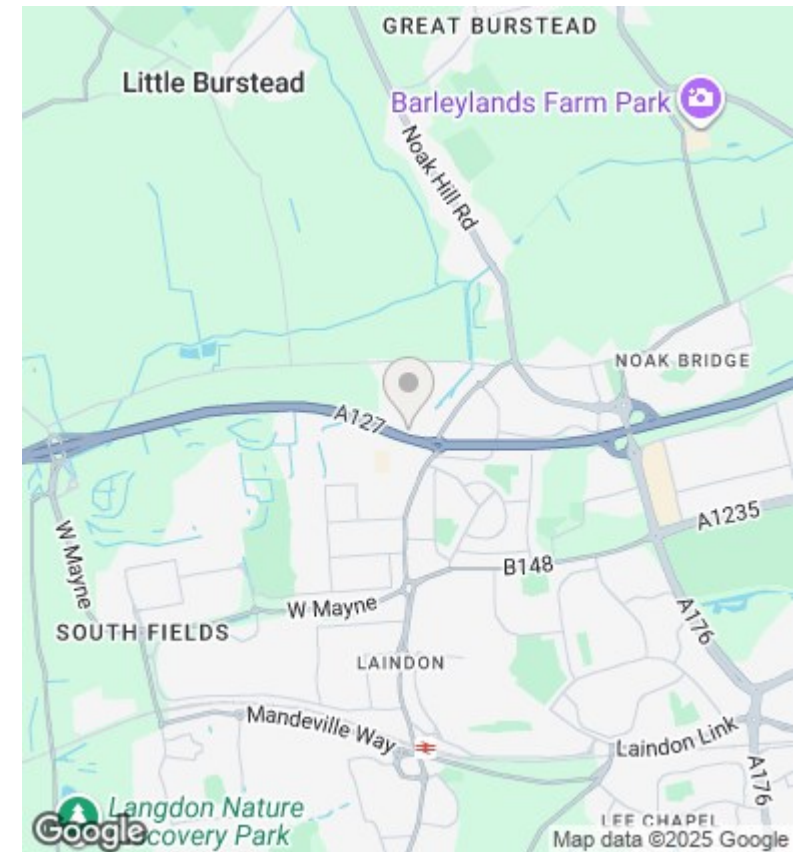 GREAT BURSTEAD
Little Burstead
Barleylands Farm Park
Noak Hill Rd
NOAK BRIDGE
A127
A1235
W Mayne
B148
W Mayne
SOUTH FIELDS
A176
LAINDON
Mandeville Way
Laindon Link
A176
Langdon Nature
Discovery Park
LEE CHAPEL
Google
Map data ©2025 Google